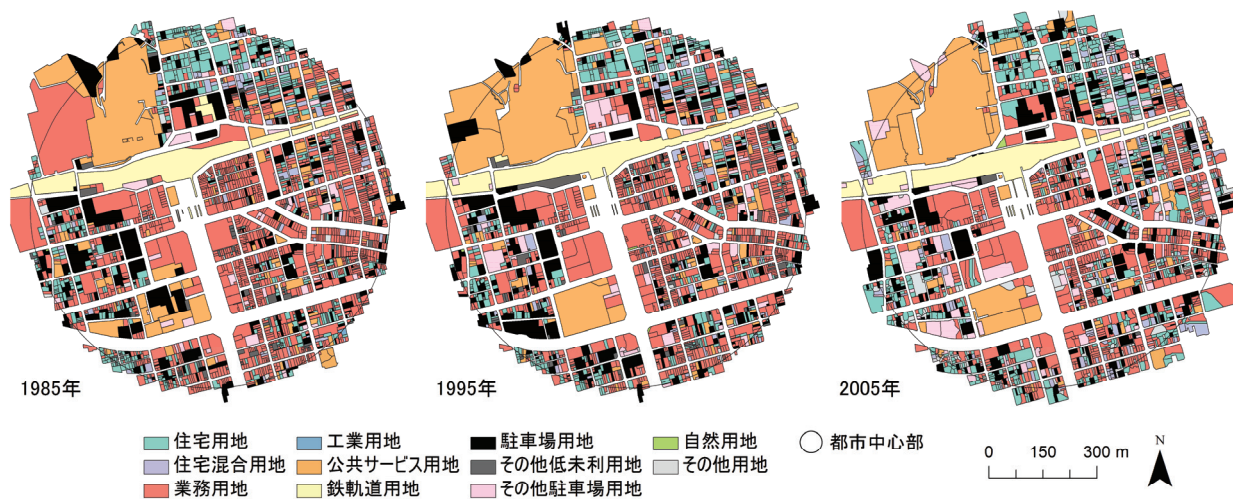 1985年
1995年
2005年
住宅用地
工業用地
駐車場用地
自然用地
都市中心部
住宅混合用地
公共サービス用地
その他低未利用地
その他用地
業務用地
鉄軌道用地
その他駐車場用地
0 150 300 m
N